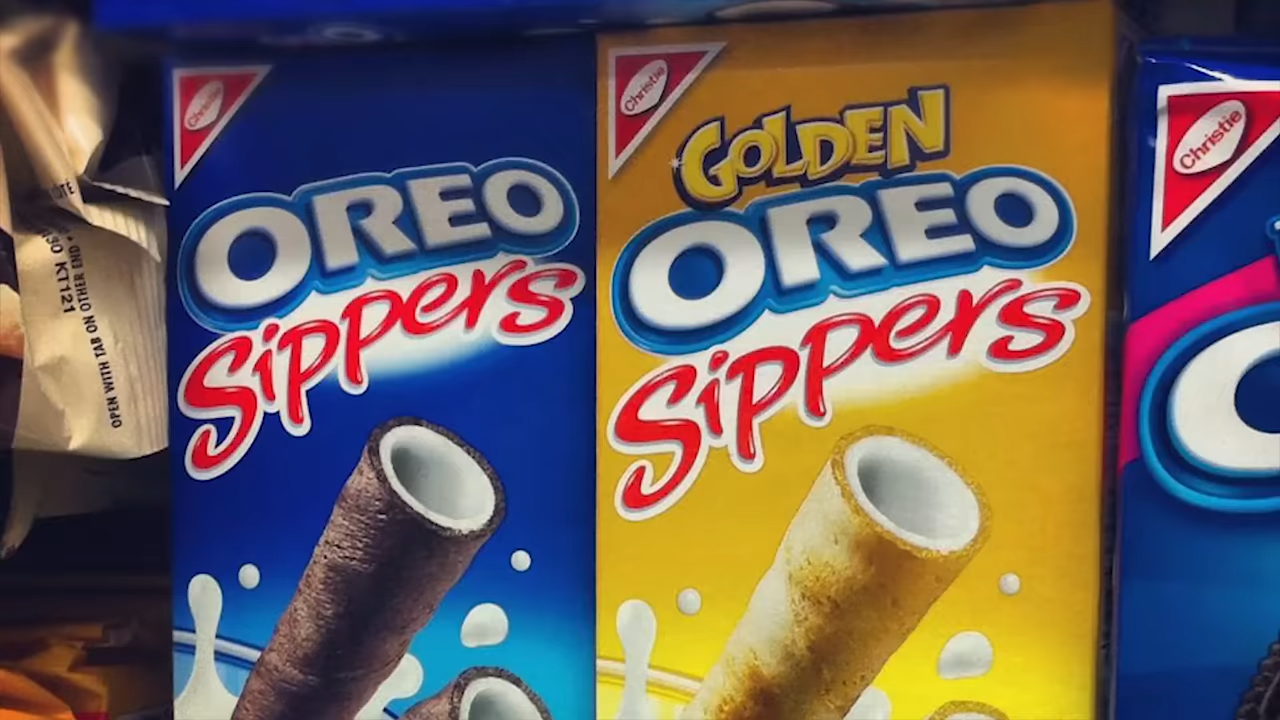 Christie
OREO
Sippers
Christie
GOLDEN
OREO
Sippers
Christie
OPEN WITH TAB ON OTHER END
KT121